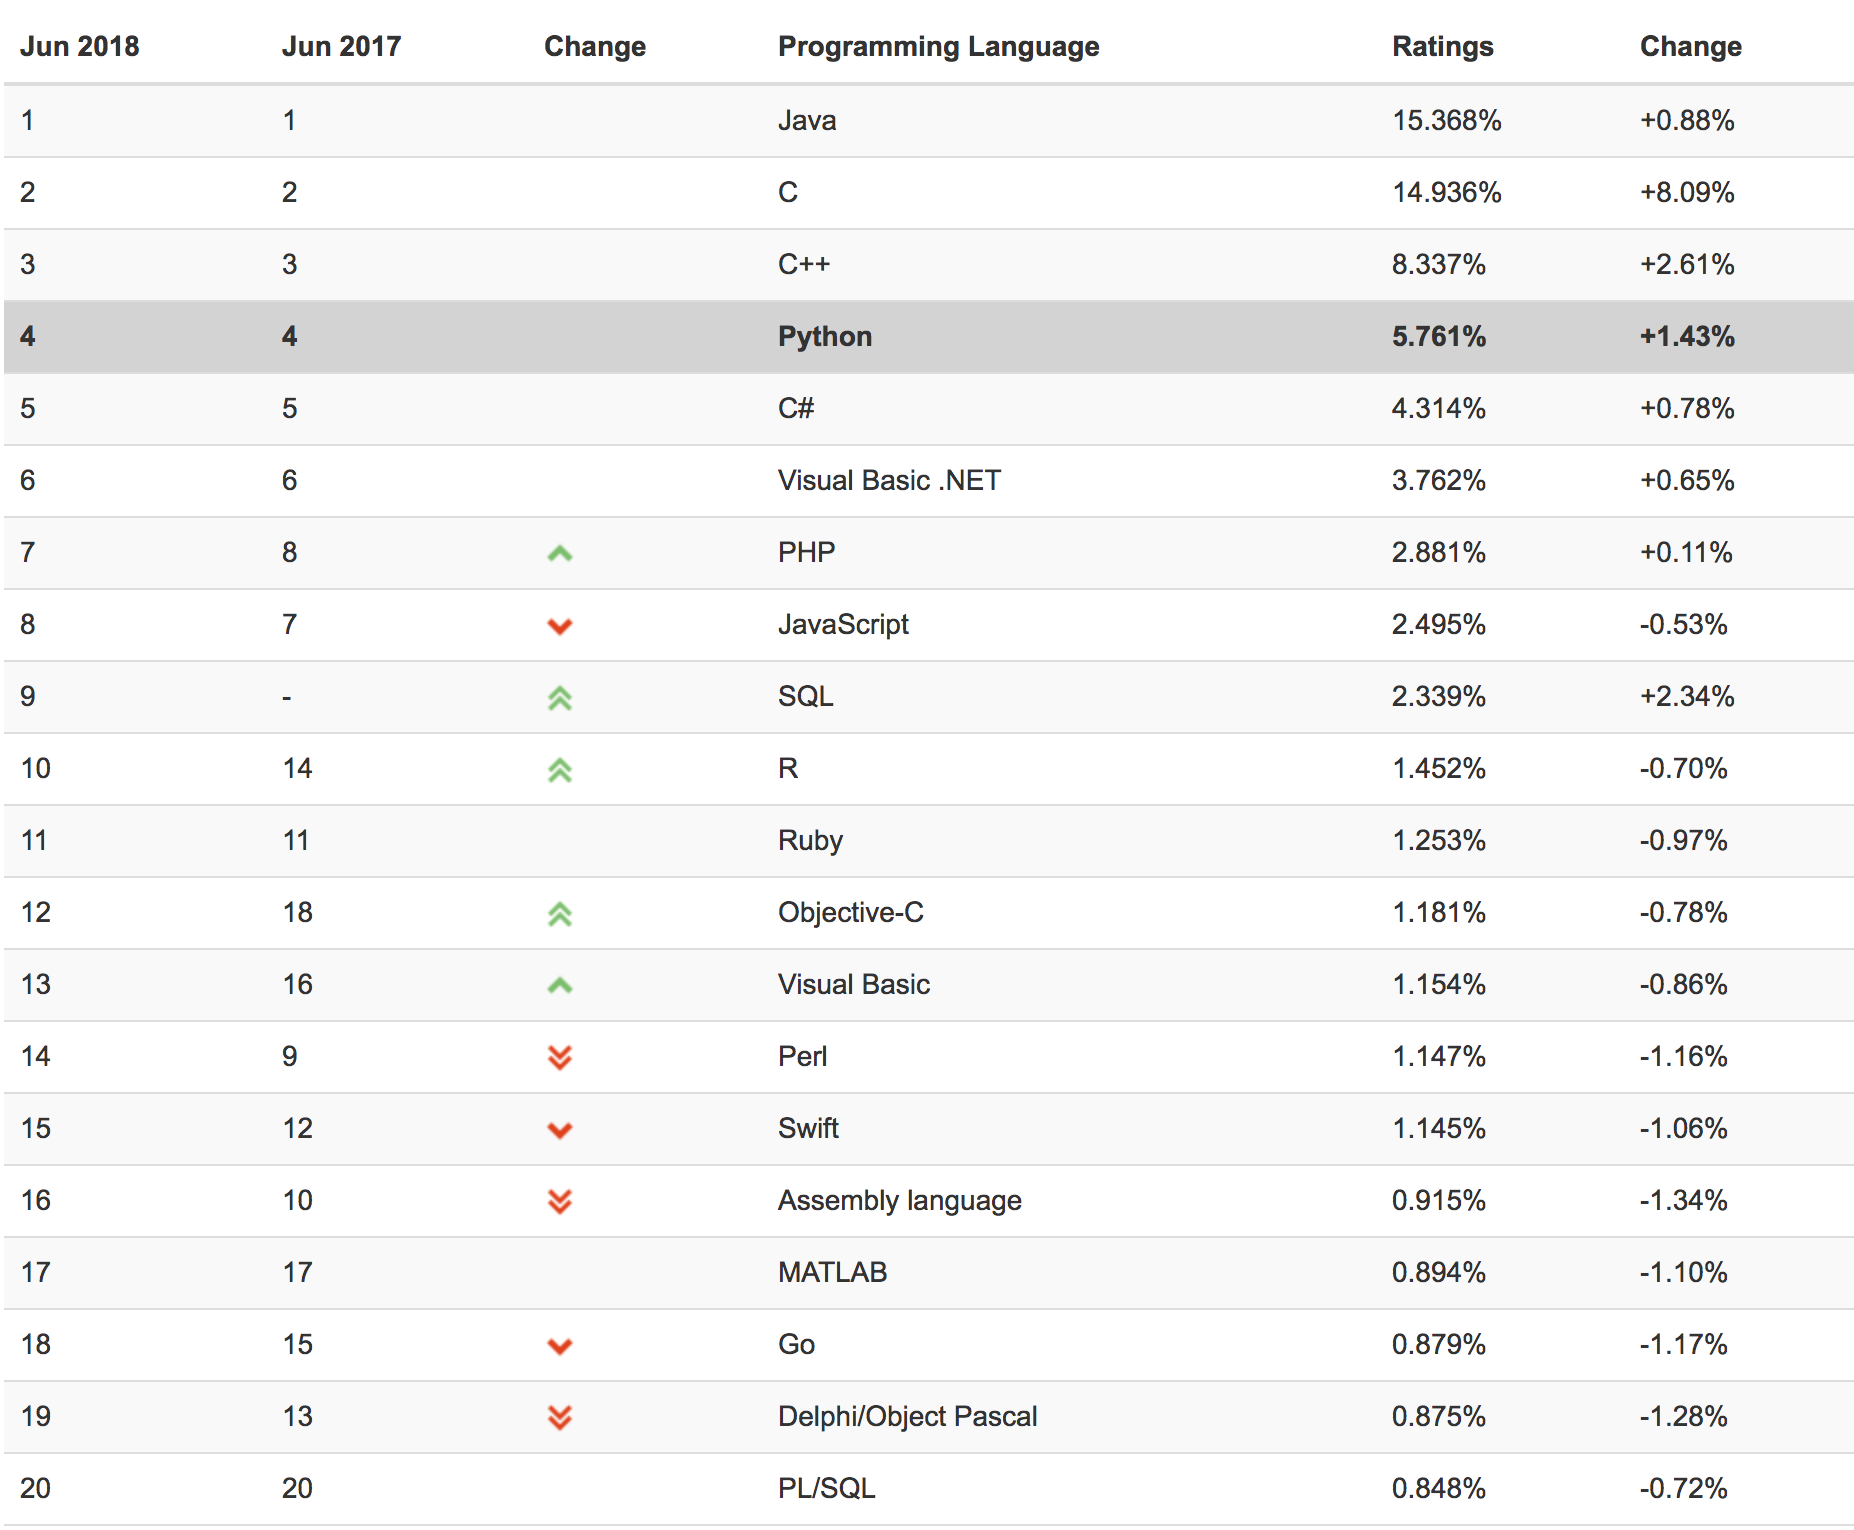 Jun 2018 Jun 2017 Change Programming Language Ratings Change
1 1 Java 15.368% +0.88%
2 2 C 14.936% +8.09%
3 3 C++ 8.337% +2.61%
4 4 Python 5.761% +1.43%
5 5 C# 4.314% +0.78%
6 6 Visual Basic .NET 3.762% +0.65%
7 8 PHP 2.881% +0.11%
8 7 JavaScript 2.495% -0.53%
9 - SQL 2.339% +2.34%
10 14 R 1.452% -0.70%
11 11 Ruby 1.253% -0.97%
12 18 Objective-C 1.181% -0.78%
13 16 Visual Basic 1.154% -0.86%
14 9 Perl 1.147% -1.16%
15 12 Swift 1.145% -1.06%
16 10 Assembly language 0.915% -1.34%
17 17 MATLAB 0.894% -1.10%
18 15 Go 0.879% -1.17%
19 13 Delphi/Object Pascal 0.875% -1.28%
20 20 PL/SQL 0.848% -0.72%